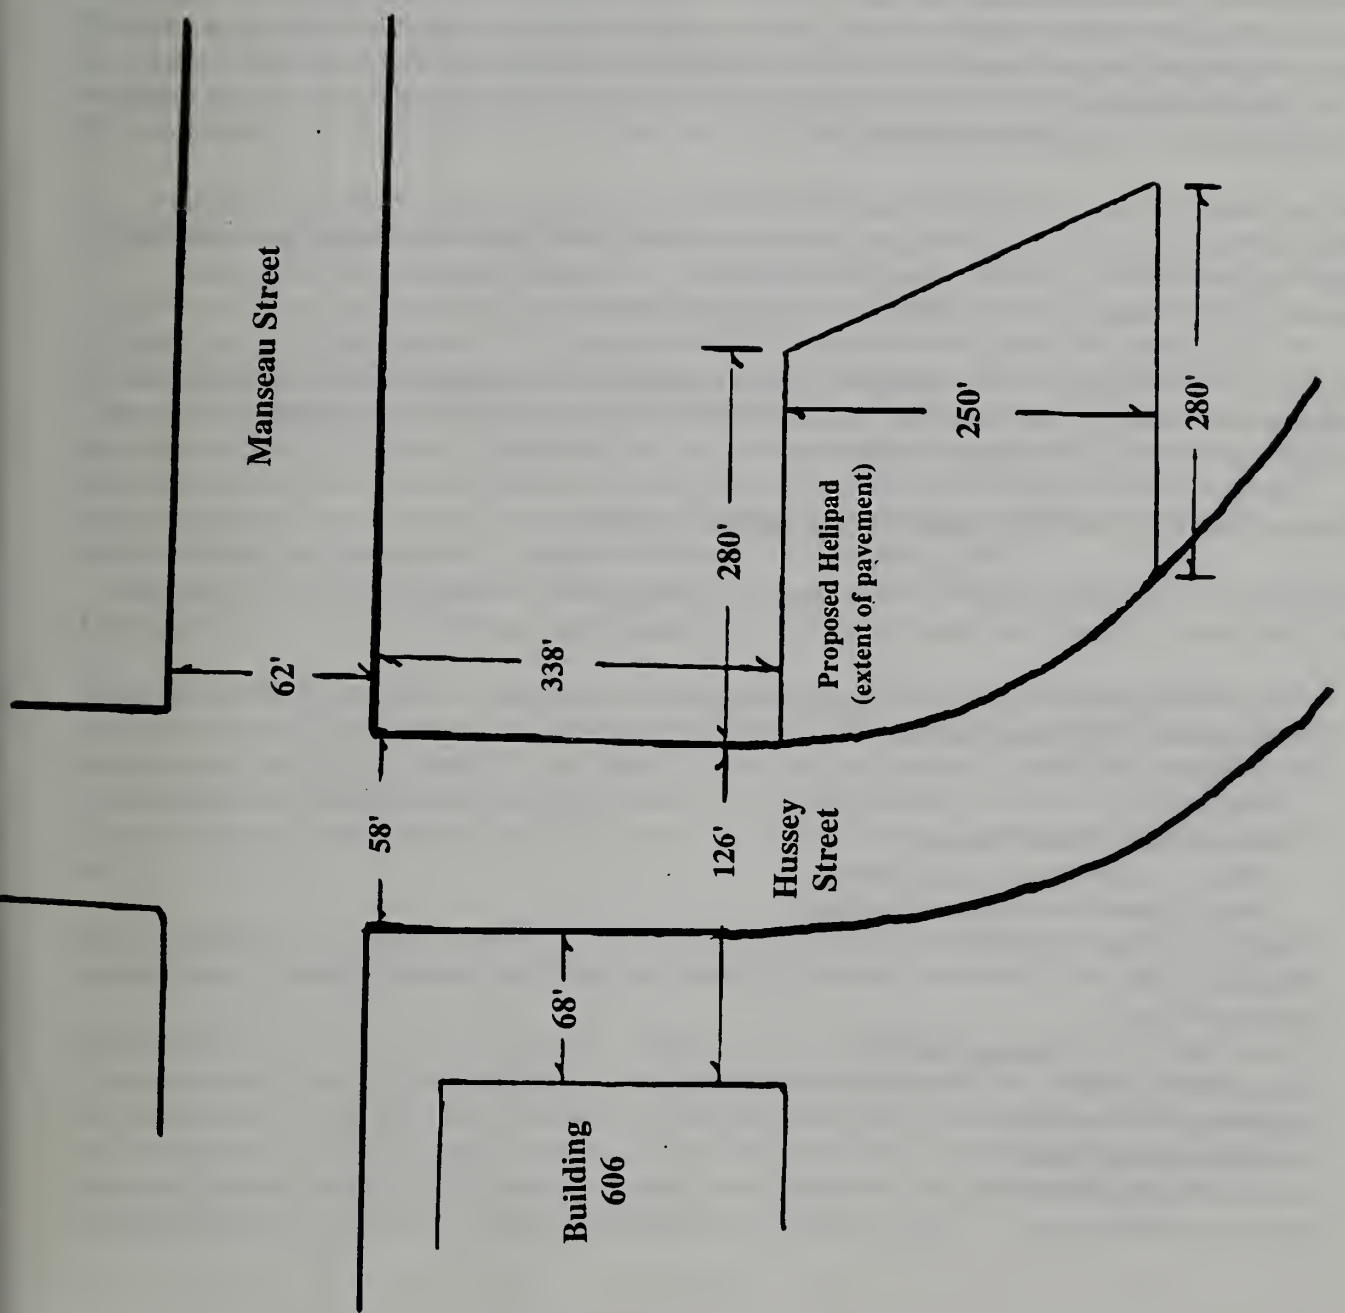 Manseau Street
62'
338'
58'
280'
250'
280'
Proposed Helipad
(extent of pavement)
126'
Hussey
Street
68'
Building
606